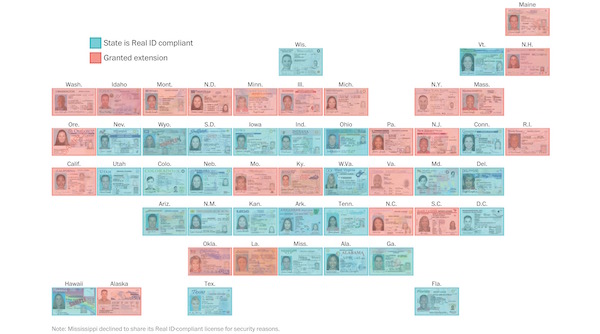 Maine
State is Real ID compliant
Granted extension
Wis.
Vt.
N.H.
Wash.
Idaho
Mont.
N.D.
Minn.
Ill.
Mich.
N.Y.
Mass.
Ore.
Nev.
Wyo.
S.D.
Iowa
Ind.
Ohio
Pa.
N.J.
Conn.
R.I.
Calif.
Utah
Colo.
Neb.
Mo.
Ky.
W.Va.
Va.
Md.
Del.
Ariz.
N.M.
Kan.
Ark.
Tenn.
N.C.
S.C.
D.C.
Okla.
La.
Miss.
Ala.
Ga.
Hawaii
Alaska
Tex.
Fla.
Note: Mississippi declined to share its Real ID-compliant license for security reasons.